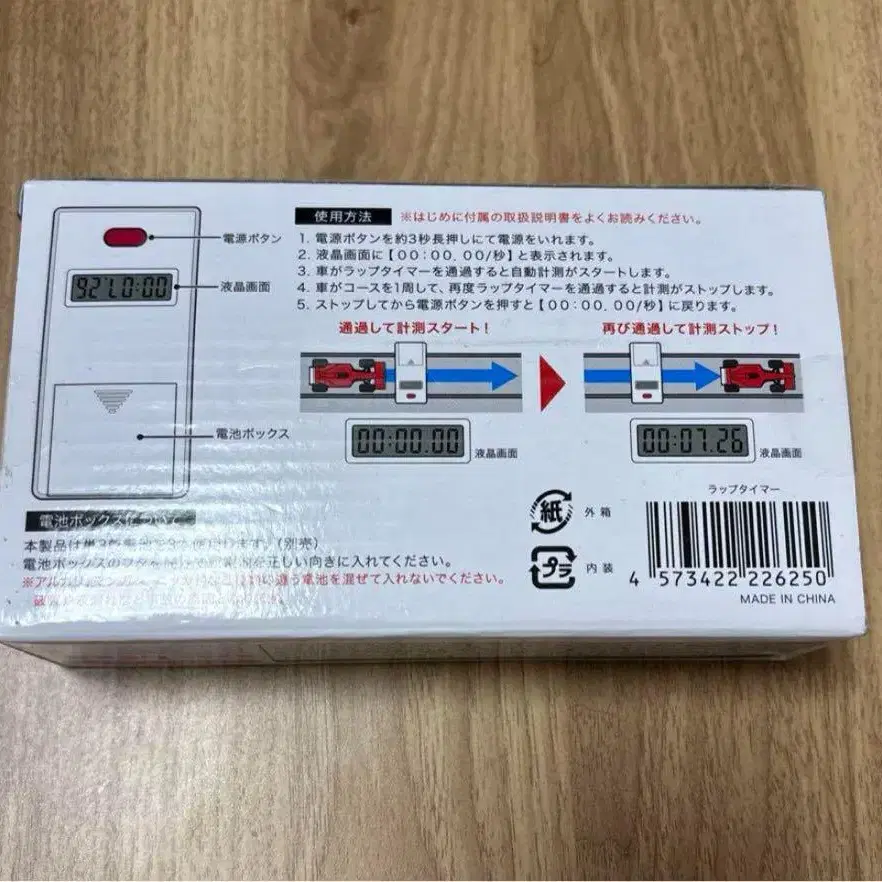 電源ボタン
00:07.26
液晶画面
電池ボックス
使用方法 ※はじめに付属の取扱説明書をよくお読みください。
1. 電源ボタンを約3秒長押しにて電源をいれます。
2. 液晶画面に【00:00.00/秒】と表示されます。
3. 車がラップタイマーを通過すると自動計測がスタートします。
4. 車がコースを1周して、再度ラップタイマーを通過すると計測がストップします。
5. ストップしてから電源ボタンを押すと【00:00.00/秒】に戻ります。
通過して計測スタート!
再び通過して計測ストップ!
00:00.00
液晶画面
00:07.26
液晶画面
電池ボックスについて
本製品は単3
(別売)
電池ボックスのフタ
正しい向きに入れてください。
違う電池を混ぜて入れないでください。
紙 外箱
プラ 内装
ラップタイマー
4 573422 226250
MADE IN CHINA